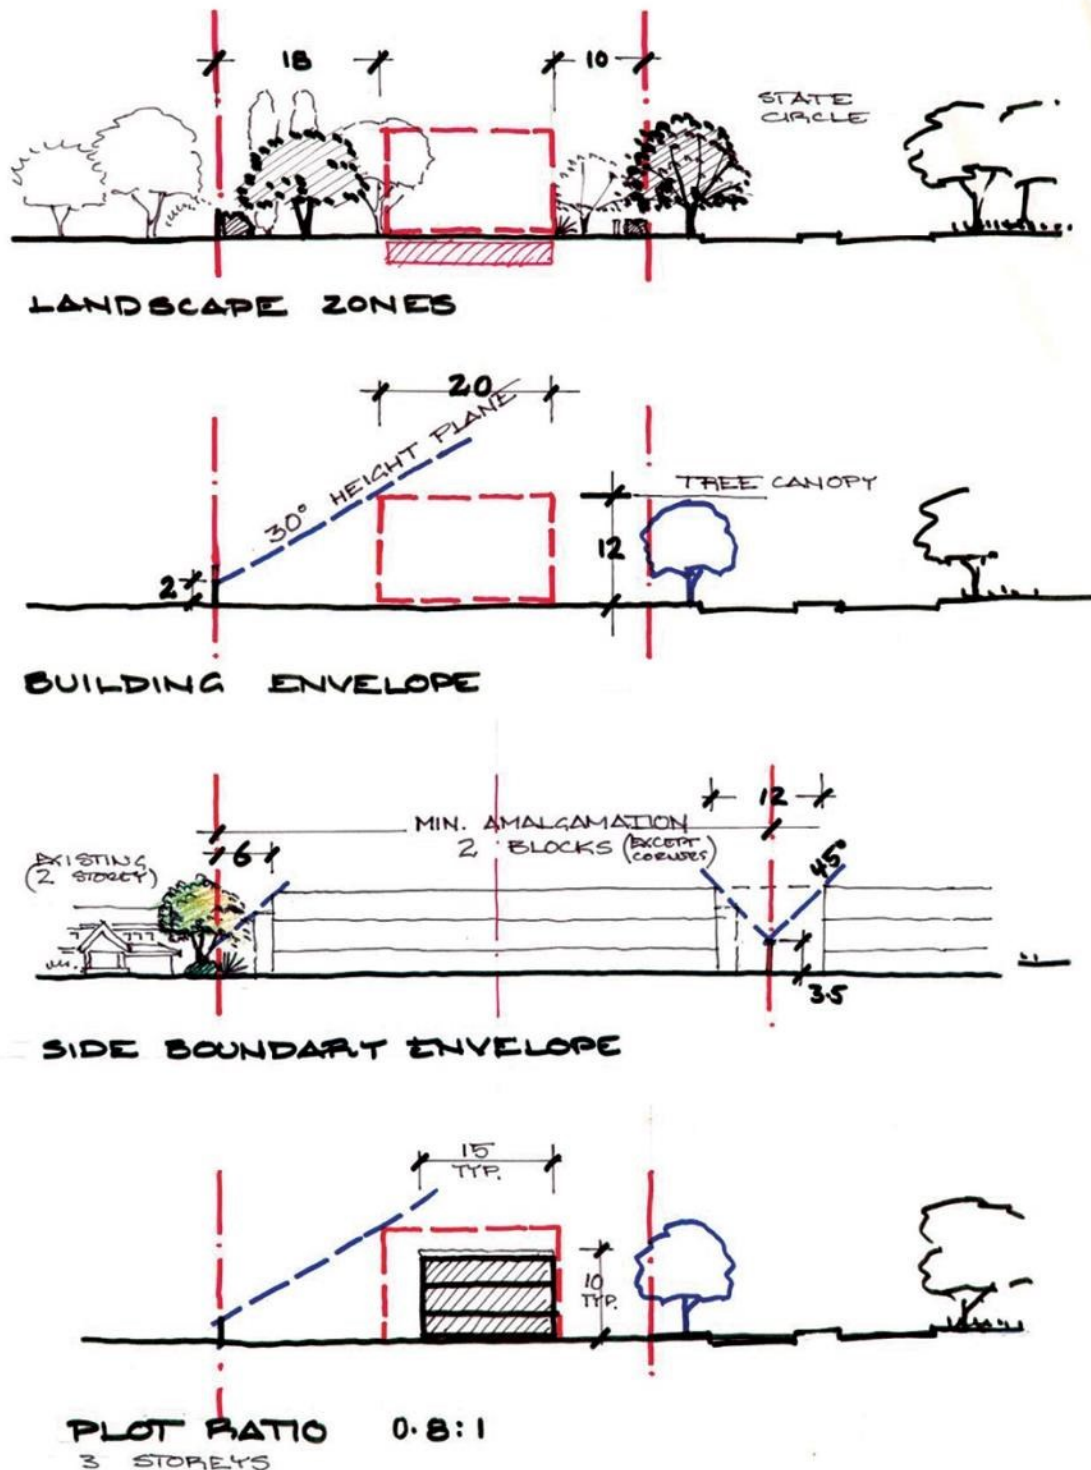 18
10
STATE
CIRCLE
LANDSCAPE ZONES
20
30° HEIGHT PLANE
TREE CANOPY
12
2
BUILDING ENVELOPE
12
MIN. AMALGAMATION
2 BLOCKS (EXCEPT
CORNERS)
6
EXISTING
(2 STOREY)
45°
3.5
SIDE BOUNDARY ENVELOPE
15
TYP.
10
TYP.
PLOT RATIO 0.8:1
3 STOREYS